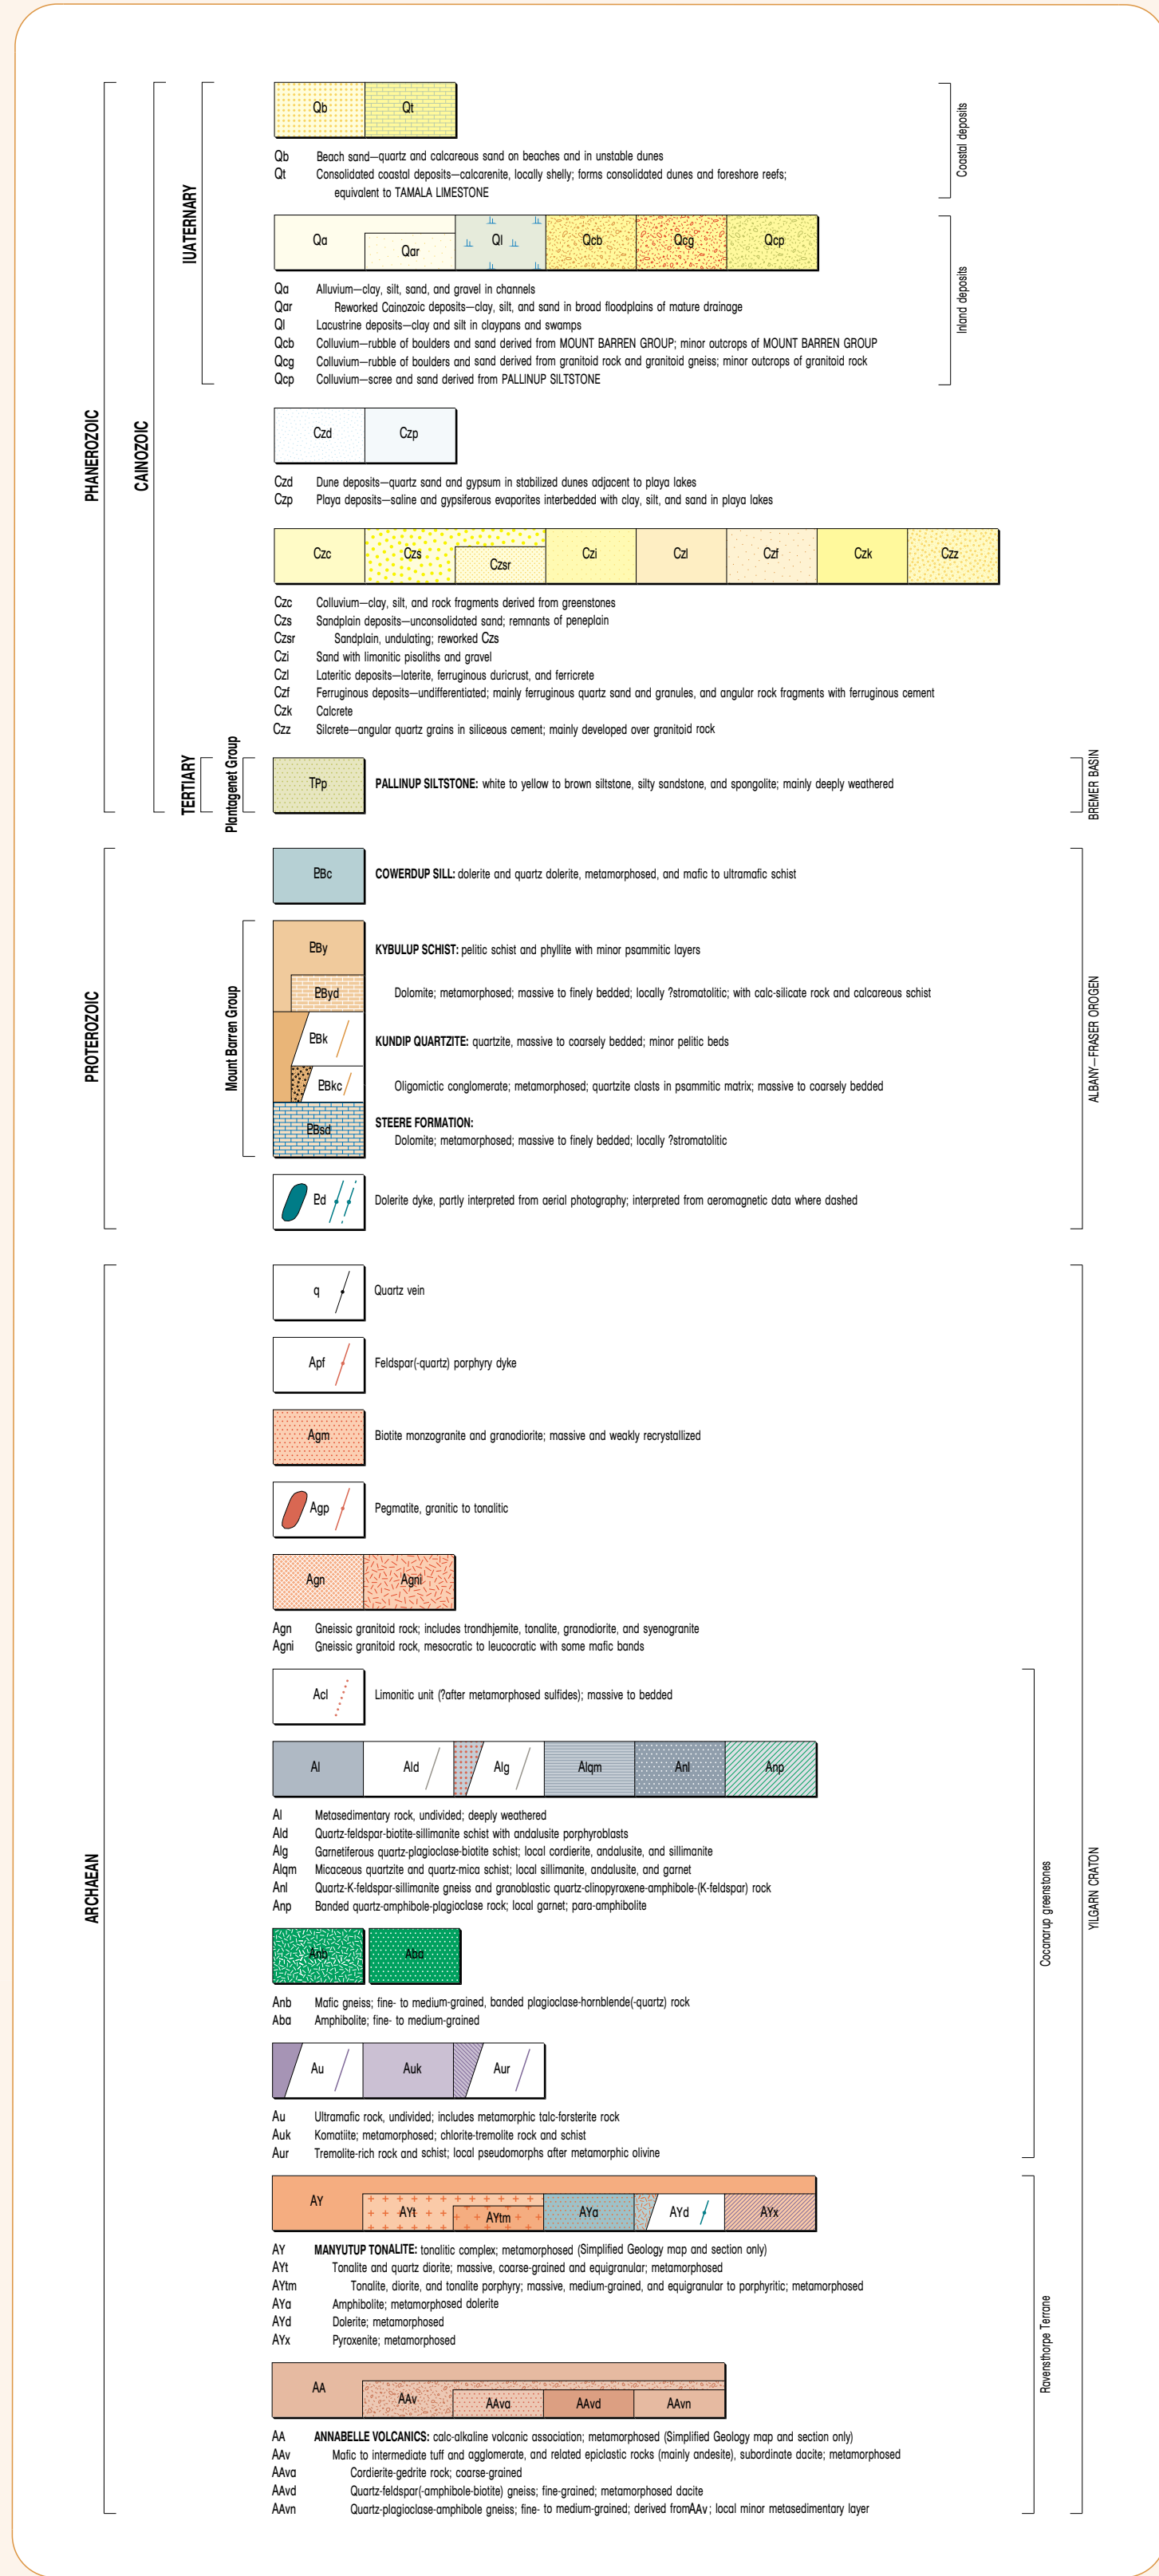 Qb Qt
Coastal deposits
Qb Beach sand—quartz and calcareous sand on beaches and in unstable dunes
Qt Consolidated coastal deposits—calcarenite, locally shelly; forms consolidated dunes and foreshore reefs;
equivalent to TAMALA LIMESTONE
IUATERNARY
Qa Qar Ql Qcb Qcg Qcp
Inland deposits
Qa Alluvium—clay, silt, sand, and gravel in channels
Qar Reworked Cainozoic deposits—clay, silt, and sand in broad floodplains of mature drainage
Ql Lacustrine deposits—clay and silt in claypans and swamps
Qcb Colluvium—rubble of boulders and sand derived from MOUNT BARREN GROUP; minor outcrops of MOUNT BARREN GROUP
Qcg Colluvium—rubble of boulders and sand derived from granitoid rock and granitoid gneiss; minor outcrops of granitoid rock
Qcp Colluvium—scree and sand derived from PALLINUP SILTSTONE
PHANEROZOIC
CAINOZOIC
Czd Czp
Czd Dune deposits—quartz sand and gypsum in stabilized dunes adjacent to playa lakes
Czp Playa deposits—saline and gypsiferous evaporites interbedded with clay, silt, and sand in playa lakes
Czc Czs Czsr Czi Czl Czf Czk Czz
Czc Colluvium—clay, silt, and rock fragments derived from greenstones
Czs Sandplain deposits—unconsolidated sand; remnants of peneplain
Czsr Sandplain, undulating; reworked Czs
Czi Sand with limonitic pisoliths and gravel
Czl Lateritic deposits—laterite, ferruginous duricrust, and ferricrete
Czf Ferruginous deposits—undifferentiated; mainly ferruginous quartz sand and granules, and angular rock fragments with ferruginous cement
Czk Calcrete
Czz Silcrete—angular quartz grains in siliceous cement; mainly developed over granitoid rock
TERTIARY
Plantagenet Group
TPp PALLINUP SILTSTONE: white to yellow to brown siltstone, silty sandstone, and spongolite; mainly deeply weathered
BREMER BASIN
PROTEROZOIC
ȽBc COWERDUP SILL: dolerite and quartz dolerite, metamorphosed, and mafic to ultramafic schist
Mount Barren Group
ȽBy KYBULUP SCHIST: pelitic schist and phyllite with minor psammitic layers
ȽByd Dolomite; metamorphosed; massive to finely bedded; locally ?stromatolitic; with calc-silicate rock and calcareous schist
ȽBk KUNDIP QUARTZITE: quartzite, massive to coarsely bedded; minor pelitic beds
ȽBkc Oligomictic conglomerate; metamorphosed; quartzite clasts in psammitic matrix; massive to coarsely bedded
ȽBsd STEERE FORMATION:
Dolomite; metamorphosed; massive to finely bedded; locally ?stromatolitic
Ƚd Dolerite dyke, partly interpreted from aerial photography; interpreted from aeromagnetic data where dashed
ALBANY—FRASER OROGEN
ARCHAEAN
q Quartz vein
Apf Feldspar(-quartz) porphyry dyke
Agm Biotite monzogranite and granodiorite; massive and weakly recrystallized
Agp Pegmatite, granitic to tonalitic
Agn Agni
Agn Gneissic granitoid rock; includes trondhjemite, tonalite, granodiorite, and syenogranite
Agni Gneissic granitoid rock, mesocratic to leucocratic with some mafic bands
Acl Limonitic unit (?after metamorphosed sulfides); massive to bedded
Al Ald Alg Alqm Anl Anp
Al Metasedimentary rock, undivided; deeply weathered
Ald Quartz-feldspar-biotite-sillimanite schist with andalusite porphyroblasts
Alg Garnetiferous quartz-plagioclase-biotite schist; local cordierite, andalusite, and sillimanite
Alqm Micaceous quartzite and quartz-mica schist; local sillimanite, andalusite, and garnet
Anl Quartz-K-feldspar-sillimanite gneiss and granoblastic quartz-clinopyroxene-amphibole-(K-feldspar) rock
Anp Banded quartz-amphibole-plagioclase rock; local garnet; para-amphibolite
Cocanarup greenstones
YILGARN CRATON
Anb Aba
Anb Mafic gneiss; fine- to medium-grained, banded plagioclase-hornblende(-quartz) rock
Aba Amphibolite; fine- to medium-grained
Au Auk Aur
Au Ultramafic rock, undivided; includes metamorphic talc-forsterite rock
Auk Komatiite; metamorphosed; chlorite-tremolite rock and schist
Aur Tremolite-rich rock and schist; local pseudomorphs after metamorphic olivine
AY AYt AYtm AYa AYd AYx
AY MANYUTUP TONALITE: tonalitic complex; metamorphosed (Simplified Geology map and section only)
AYt Tonalite and quartz diorite; massive, coarse-grained and equigranular; metamorphosed
AYtm Tonalite, diorite, and tonalite porphyry; massive, medium-grained, and equigranular to porphyritic; metamorphosed
AYa Amphibolite; metamorphosed dolerite
AYd Dolerite; metamorphosed
AYx Pyroxenite; metamorphosed
Ravensthorpe Terrane
AA AAv AAva AAvd AAvn
AA ANNABELLE VOLCANICS: calc-alkaline volcanic association; metamorphosed (Simplified Geology map and section only)
AAv Mafic to intermediate tuff and agglomerate, and related epiclastic rocks (mainly andesite), subordinate dacite; metamorphosed
AAva Cordierite-gedrite rock; coarse-grained
AAvd Quartz-feldspar(-amphibole-biotite) gneiss; fine-grained; metamorphosed dacite
AAvn Quartz-plagioclase-amphibole gneiss; fine- to medium-grained; derived fromAAv; local minor metasedimentary layer